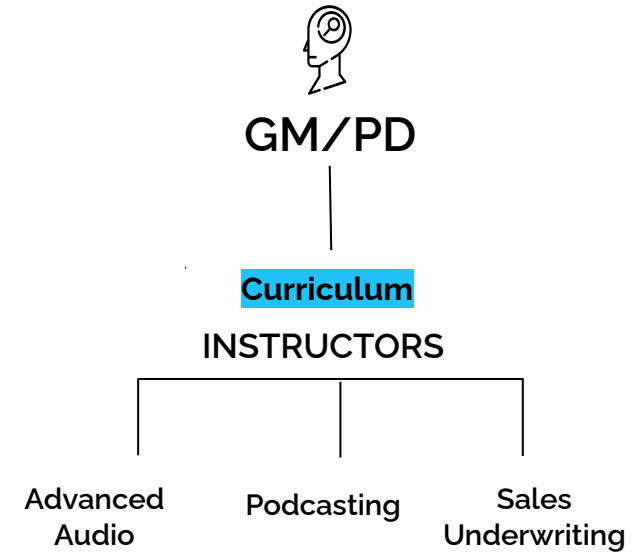 GM/PD
Curriculum
INSTRUCTORS
Advanced
Audio
Podcasting
Sales
Underwriting